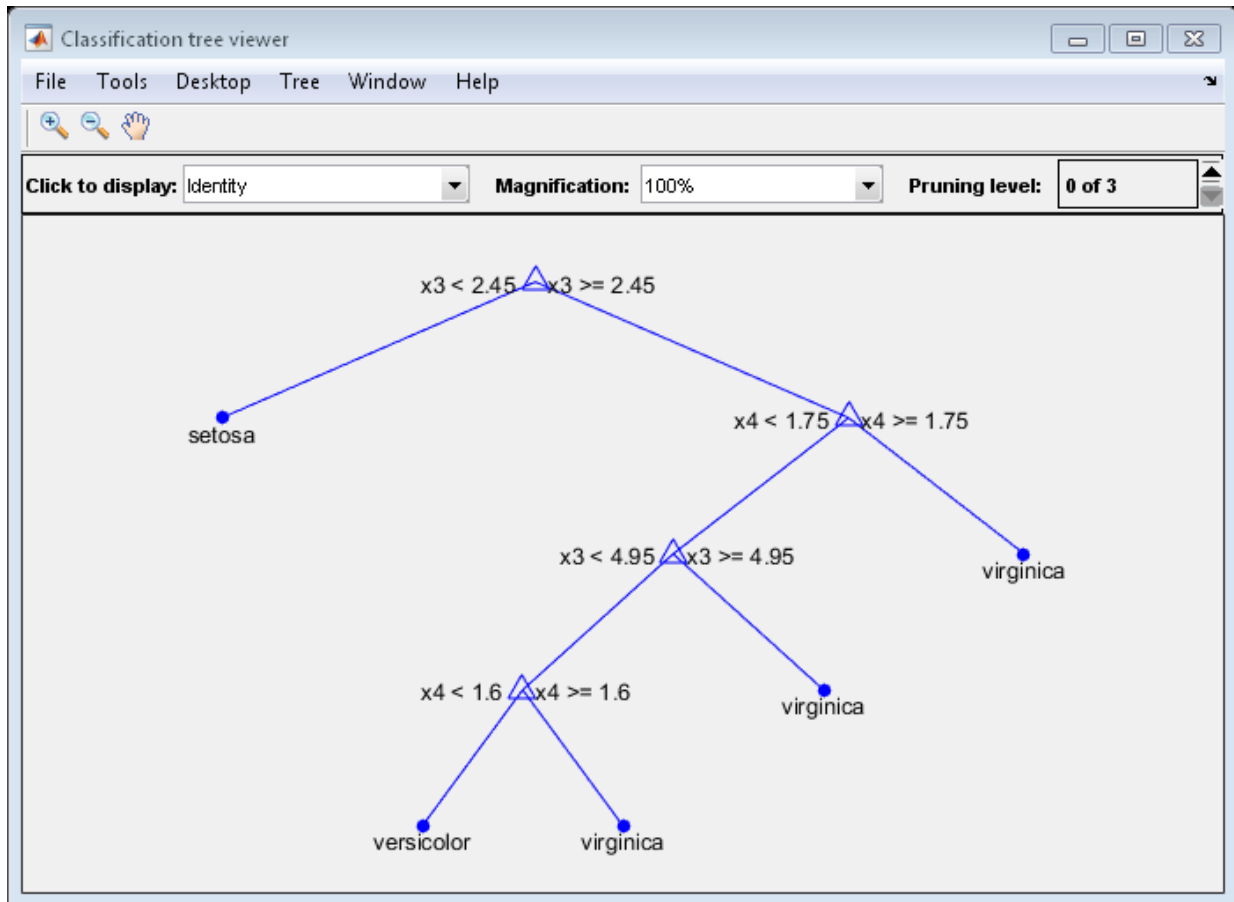 Classification tree viewer
File Tools Desktop Tree Window Help
Click to display: Identity Magnification: 100% Pruning level: 0 of 3
x3 < 2.45 x3 >= 2.45
setosa
x4 < 1.75 x4 >= 1.75
x3 < 4.95 x3 >= 4.95
virginica
x4 < 1.6 x4 >= 1.6
virginica
versicolor virginica